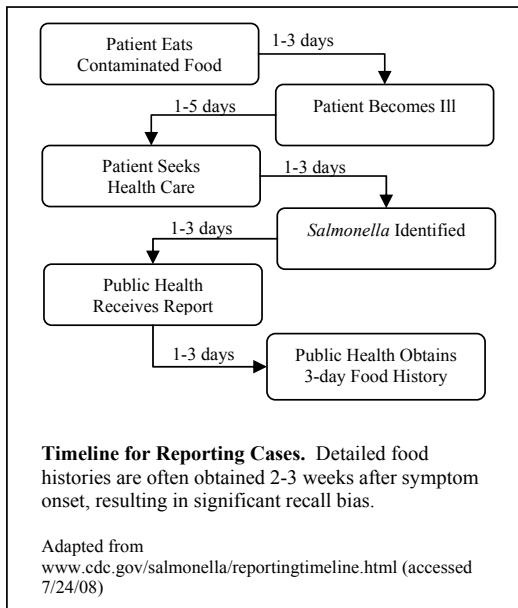 Patient Eats
Contaminated Food
1-3 days
Patient Becomes Ill
1-5 days
Patient Seeks
Health Care
1-3 days
Salmonella Identified
1-3 days
Public Health
Receives Report
1-3 days
Public Health Obtains
3-day Food History
Timeline for Reporting Cases. Detailed food
histories are often obtained 2-3 weeks after symptom
onset, resulting in significant recall bias.
Adapted from
www.cdc.gov/salmonella/reportingtimeline.html (accessed
7/24/08)